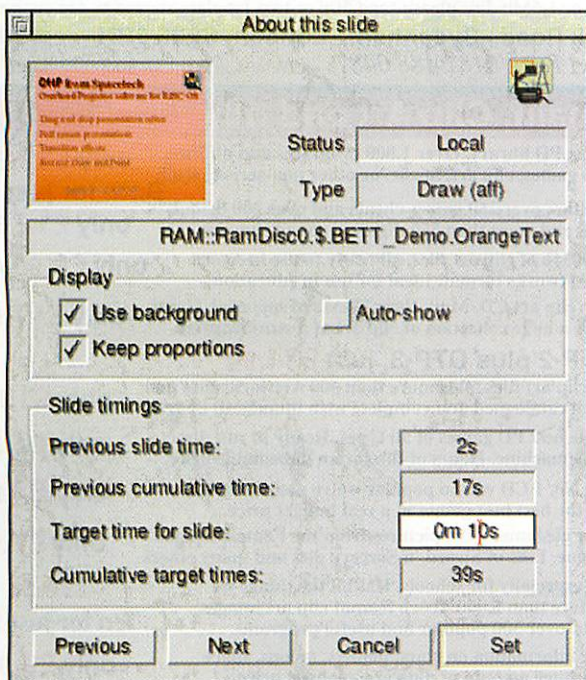 About this slide
OHP from Spacetech
Status Local
Type Draw (aff)
RAM::RamDisc0.$.BETT_Demo.OrangeText
Display
Use background Auto-show
Keep proportions
Slide timings
Previous slide time: 2s
Previous cumulative time: 17s
Target time for slide: 0m 10s
Cumulative target times: 39s
Previous Next Cancel Set